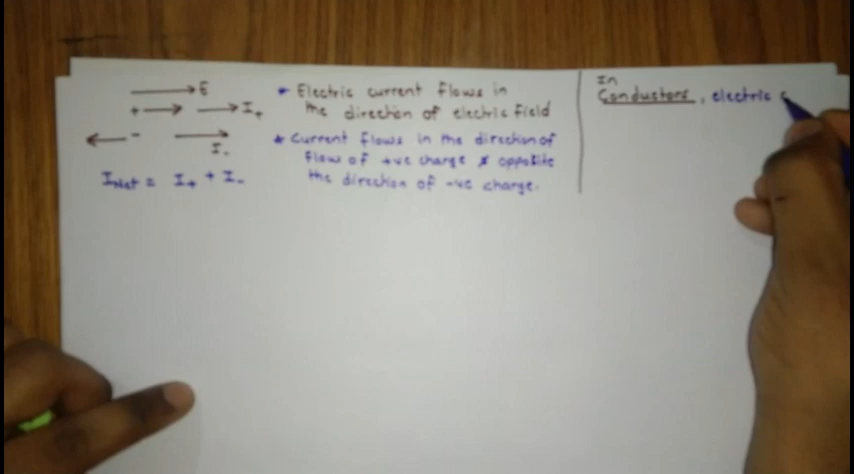 E
+ I+
- I-
INet = I+ + I-
* Electric current flows in
the direction of electric field
* Current flows in the direction of
flow of +ve charge & opposite
the direction of -ve charge.
In
Conductors, electric c